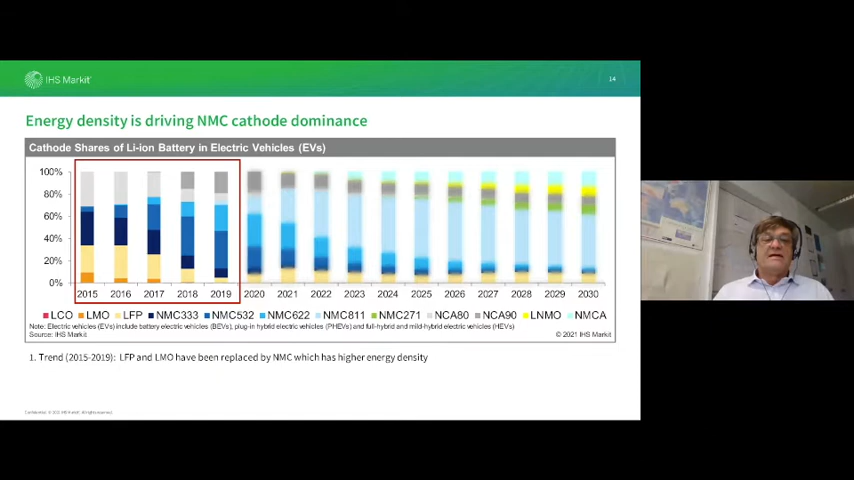 IHS Markit
14
Energy density is driving NMC cathode dominance
Cathode Shares of Li-ion Battery in Electric Vehicles (EVs)
100%
80%
60%
40%
20%
0%
2015 2016 2017 2018 2019 2020 2021 2022 2023 2024 2025 2026 2027 2028 2029 2030
LCO LMO LFP NMC333 NMC532 NMC622 NMC811 NMC271 NCA80 NCA90 LNMO NMCA
Note: Electric vehicles (EVs) include battery electric vehicles (BEVs), plug-in hybrid electric vehicles (PHEVs) and full-hybrid and mild-hybrid electric vehicles (HEVs)
Source: IHS Markit © 2021 IHS Markit
1. Trend (2015-2019): LFP and LMO have been replaced by NMC which has higher energy density